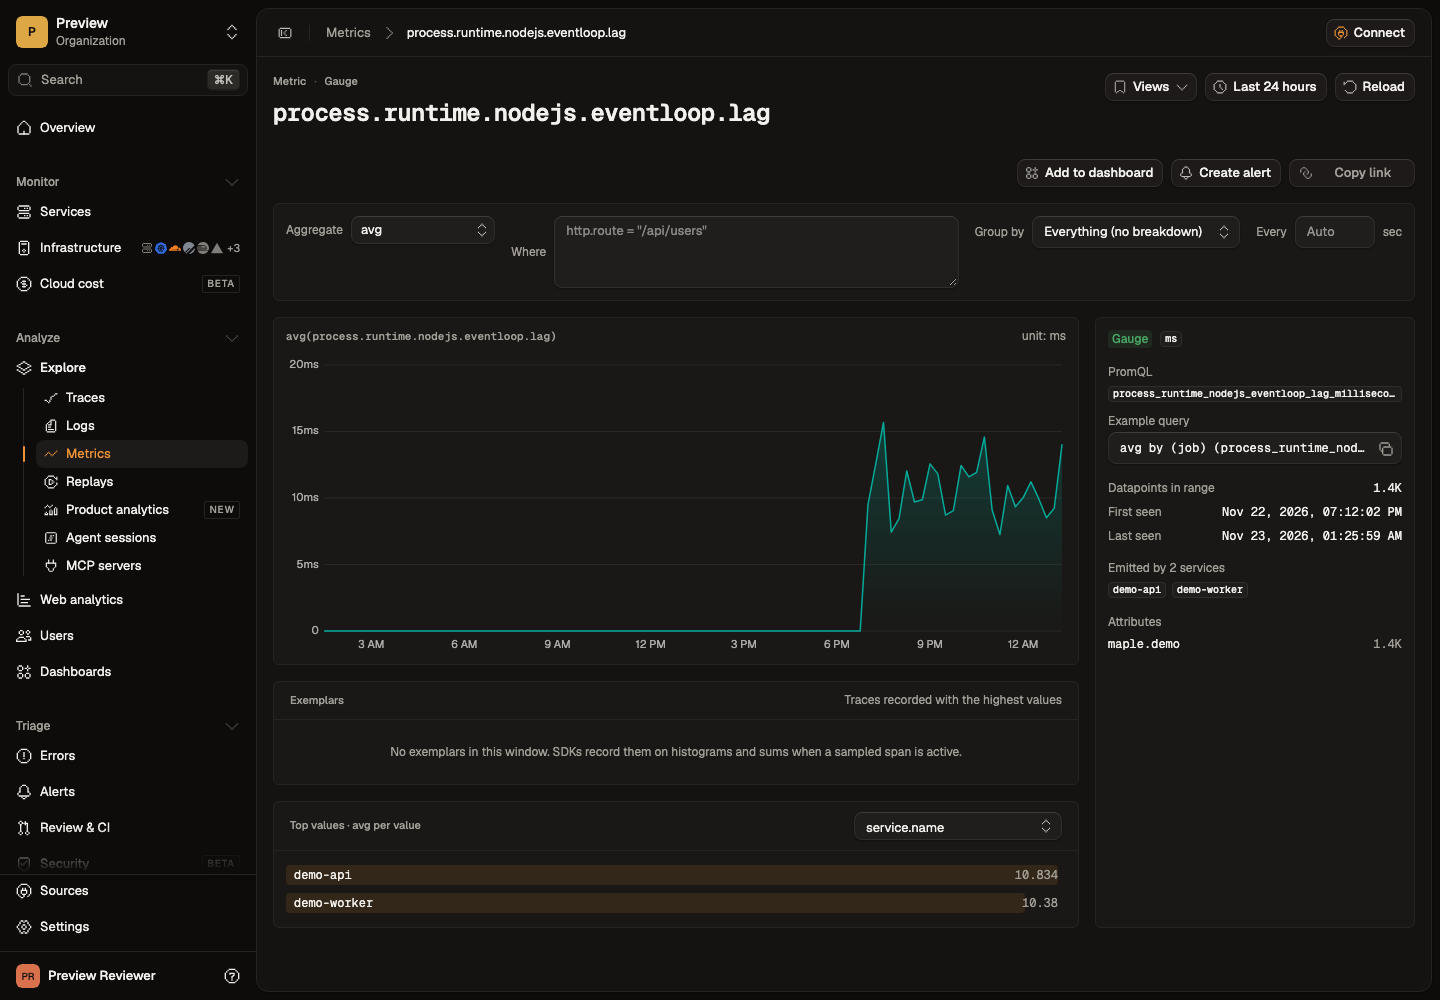 P
Preview
Organization
Search
⌘K
Overview
Monitor
Services
Infrastructure
+3
Cloud cost
BETA
Analyze
Explore
Traces
Logs
Metrics
Replays
Product analytics
NEW
Agent sessions
MCP servers
Web analytics
Users
Dashboards
Triage
Errors
Alerts
Review & CI
Security
BETA
Sources
Settings
PR
Preview Reviewer
Metrics
process.runtime.nodejs.eventloop.lag
Connect
Metric · Gauge
process.runtime.nodejs.eventloop.lag
Views
Last 24 hours
Reload
Add to dashboard
Create alert
Copy link
Aggregate
avg
Where
http.route = "/api/users"
Group by
Everything (no breakdown)
Every
Auto
sec
avg(process.runtime.nodejs.eventloop.lag)
unit: ms
20ms
15ms
10ms
5ms
0
3 AM
6 AM
9 AM
12 PM
3 PM
6 PM
9 PM
12 AM
Exemplars
Traces recorded with the highest values
No exemplars in this window. SDKs record them on histograms and sums when a sampled span is active.
Top values · avg per value
service.name
demo-api
10.834
demo-worker
10.38
Gauge
ms
PromQL
process_runtime_nodejs_eventloop_lag_milliseco…
Example query
avg by (job) (process_runtime_nod…
Datapoints in range
1.4K
First seen
Nov 22, 2026, 07:12:02 PM
Last seen
Nov 23, 2026, 01:25:59 AM
Emitted by 2 services
demo-api
demo-worker
Attributes
maple.demo
1.4K